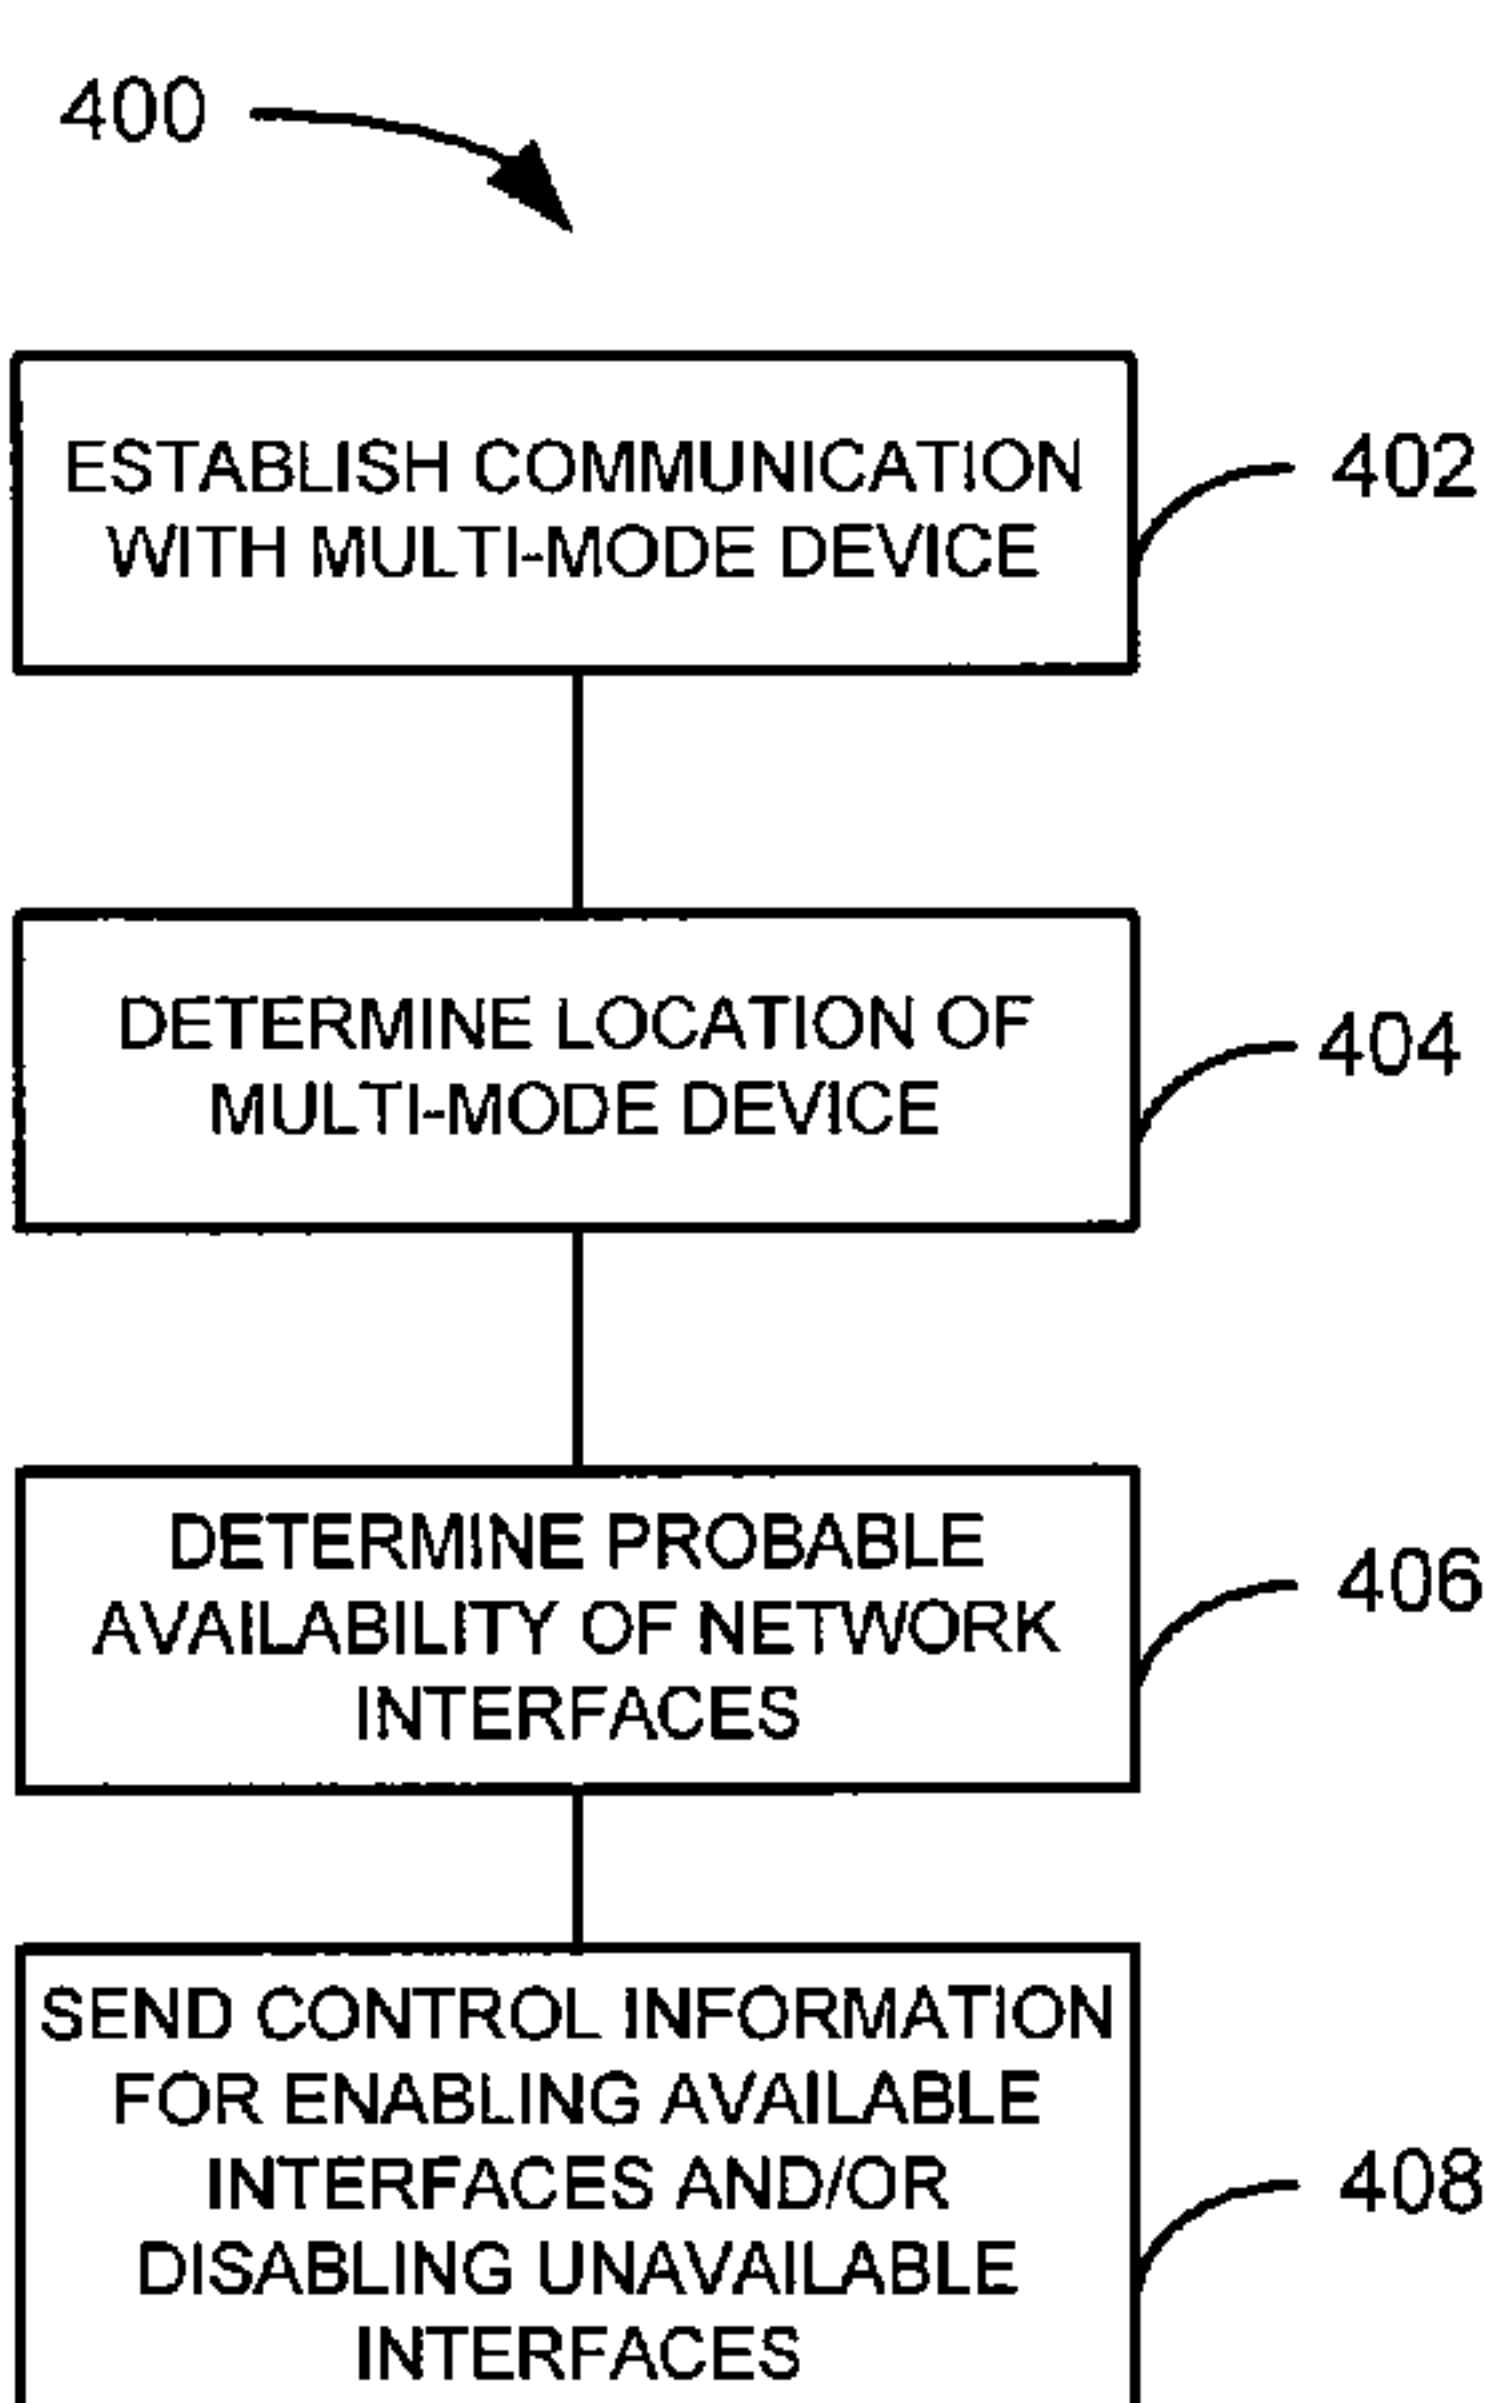 400
ESTABLISH COMMUNICATION
WITH MULTI-MODE DEVICE
402
DETERMINE LOCATION OF
MULTI-MODE DEVICE
404
DETERMINE PROBABLE
AVAILABILITY OF NETWORK
INTERFACES
406
SEND CONTROL INFORMATION
FOR ENABLING AVAILABLE
INTERFACES AND/OR
DISABLING UNAVAILABLE
INTERFACES
408